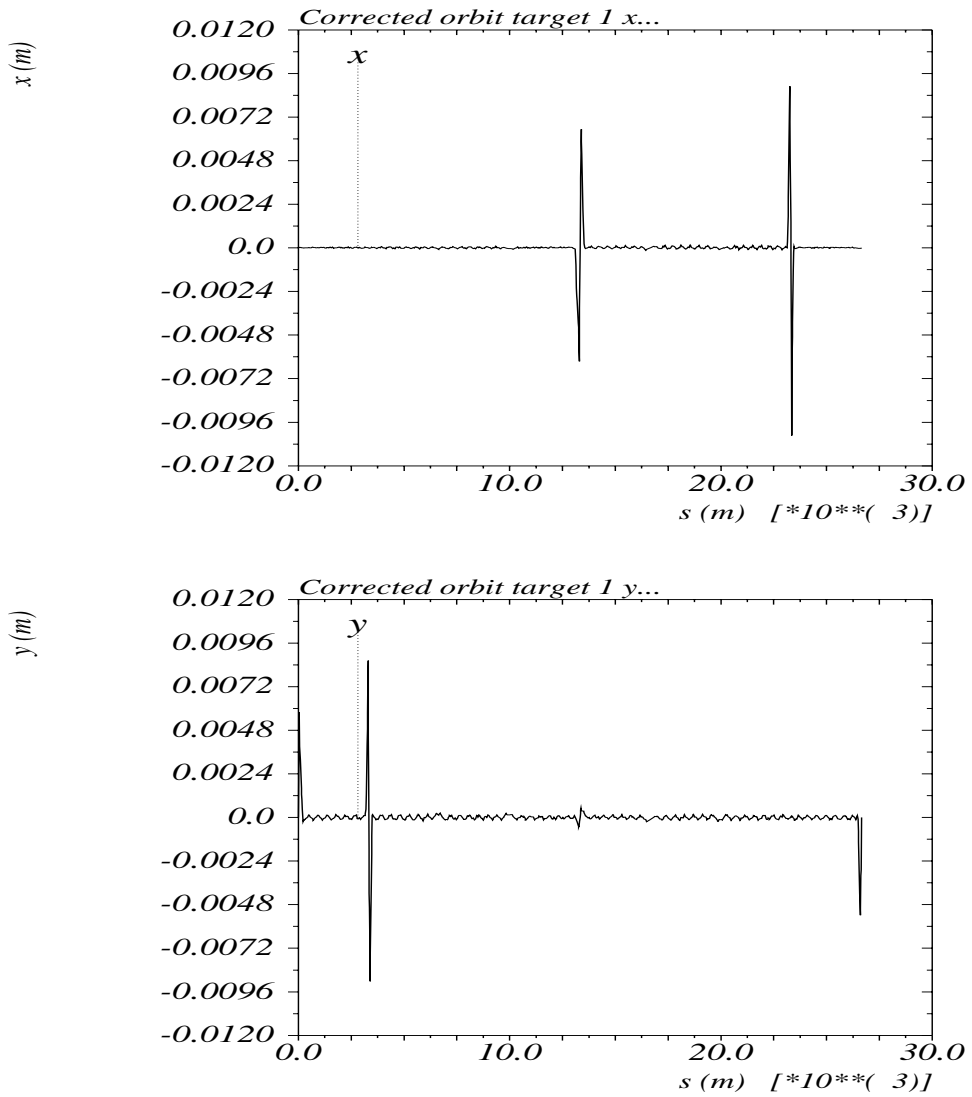 Corrected orbit target 1 x...
x (m)
x
0.0120
0.0096
0.0072
0.0048
0.0024
0.0
-0.0024
-0.0048
-0.0072
-0.0096
-0.0120
0.0 10.0 20.0 30.0
s (m) [*10**( 3)]
Corrected orbit target 1 y...
y (m)
y
0.0120
0.0096
0.0072
0.0048
0.0024
0.0
-0.0024
-0.0048
-0.0072
-0.0096
-0.0120
0.0 10.0 20.0 30.0
s (m) [*10**( 3)]